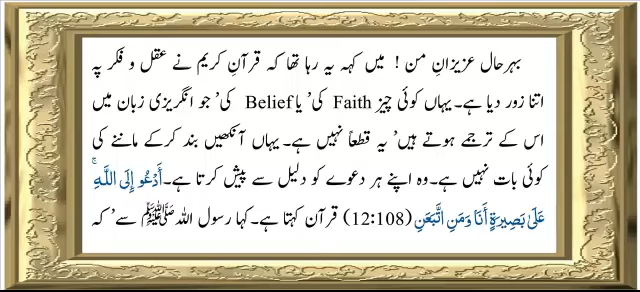 بہرحال عزیزانِ من ! میں کہہ یہ رہا تھا کہ قرآنِ کریم نے عقل و فکر پہ
اتنا زور دیا ہے۔ یہاں کوئی چیز Faith کی’ یا Belief کی’ جو انگریزی زبان میں
اس کے ترجمے ہوتے ہیں’ یہ قطعاً نہیں ہے۔ یہاں آنکھیں بند کرکے ماننے کی
کوئی بات نہیں ہے۔ وہ اپنے ہر دعوے کو دلیل سے پیش کرتا ہے۔ أَدْعُو إِلَى اللَّهِ ۚ
عَلَىٰ بَصِيرَةٍ أَنَا وَمَنِ اتَّبَعَنِ (12:108) قرآن کہتا ہے۔ کہا رسول اللہ ﷺ سے’ کہ